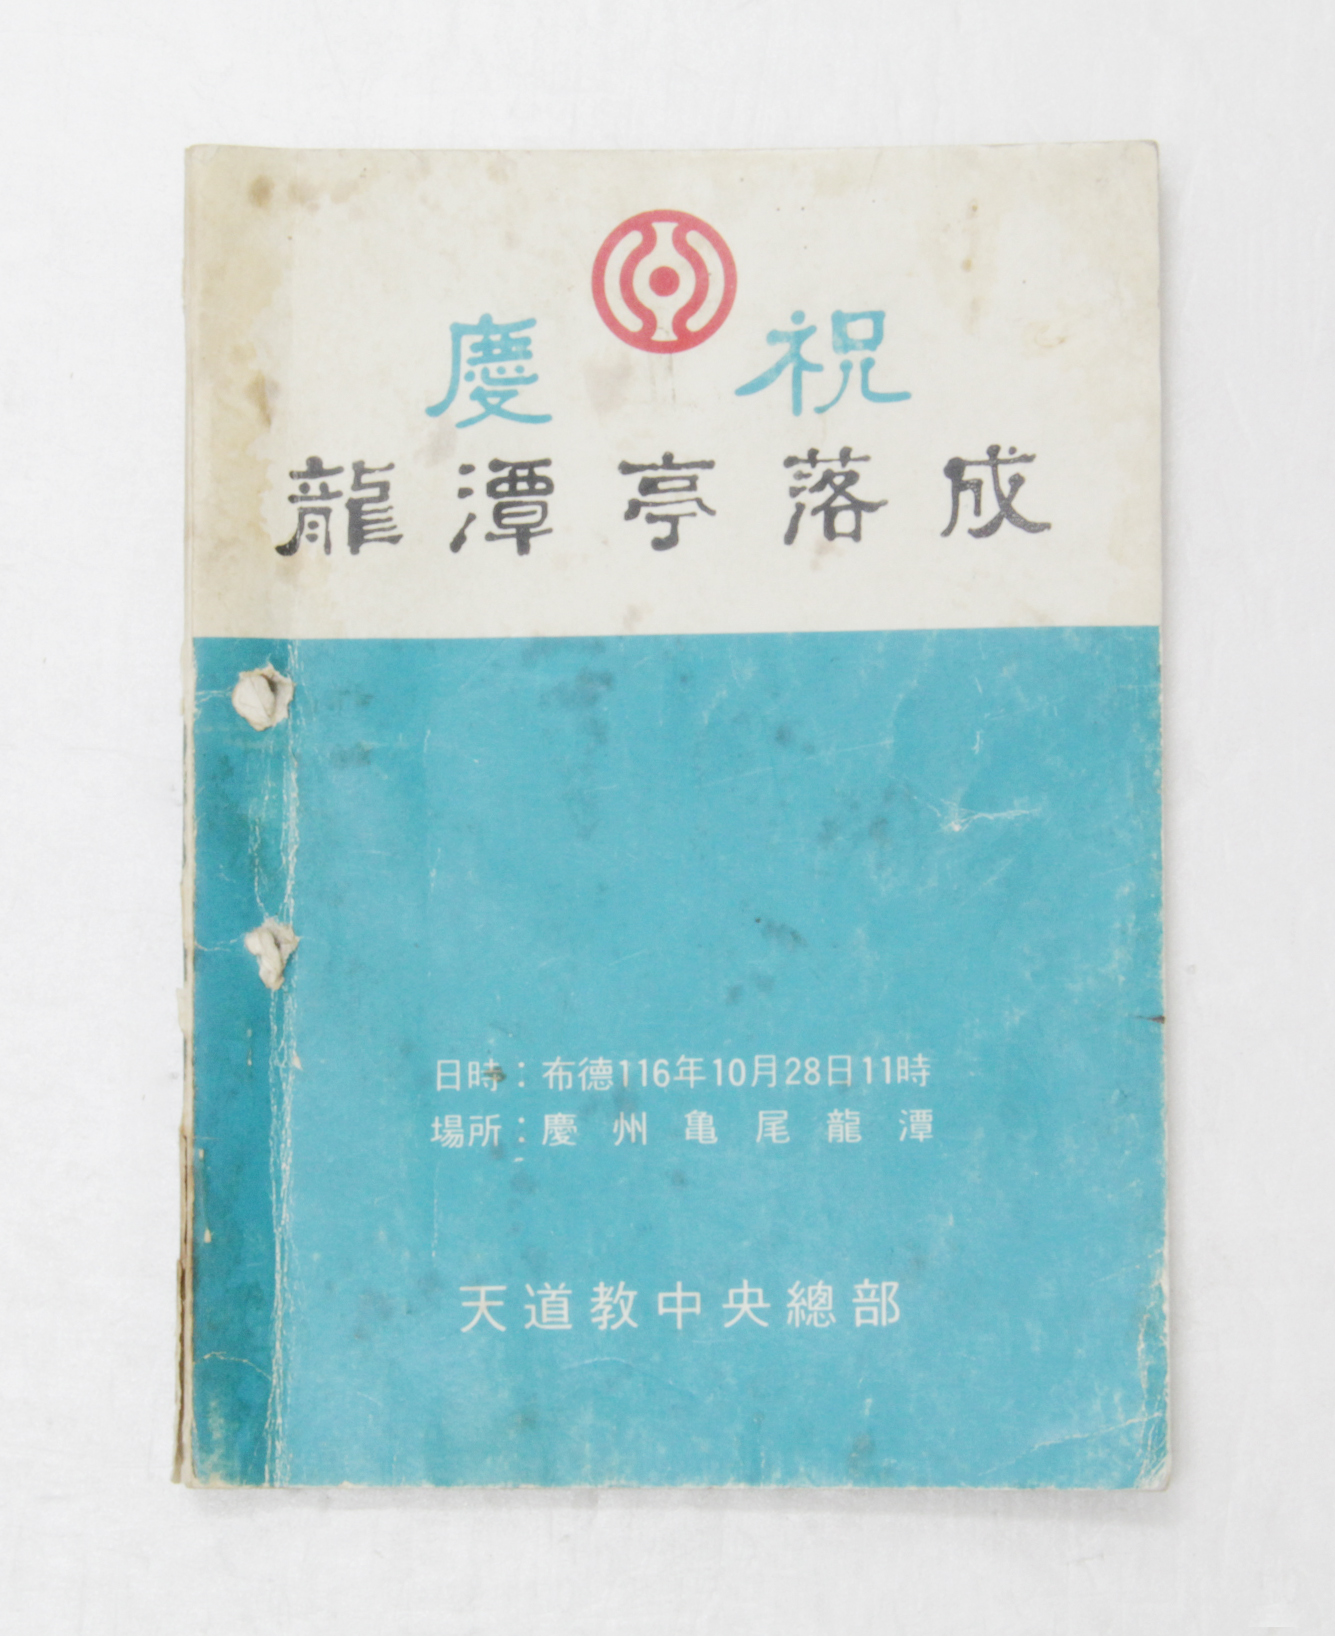 慶祝
龍潭亭落成
日時：布德116年10月28日11時
場所：慶州亀尾龍潭
天道教中央總部